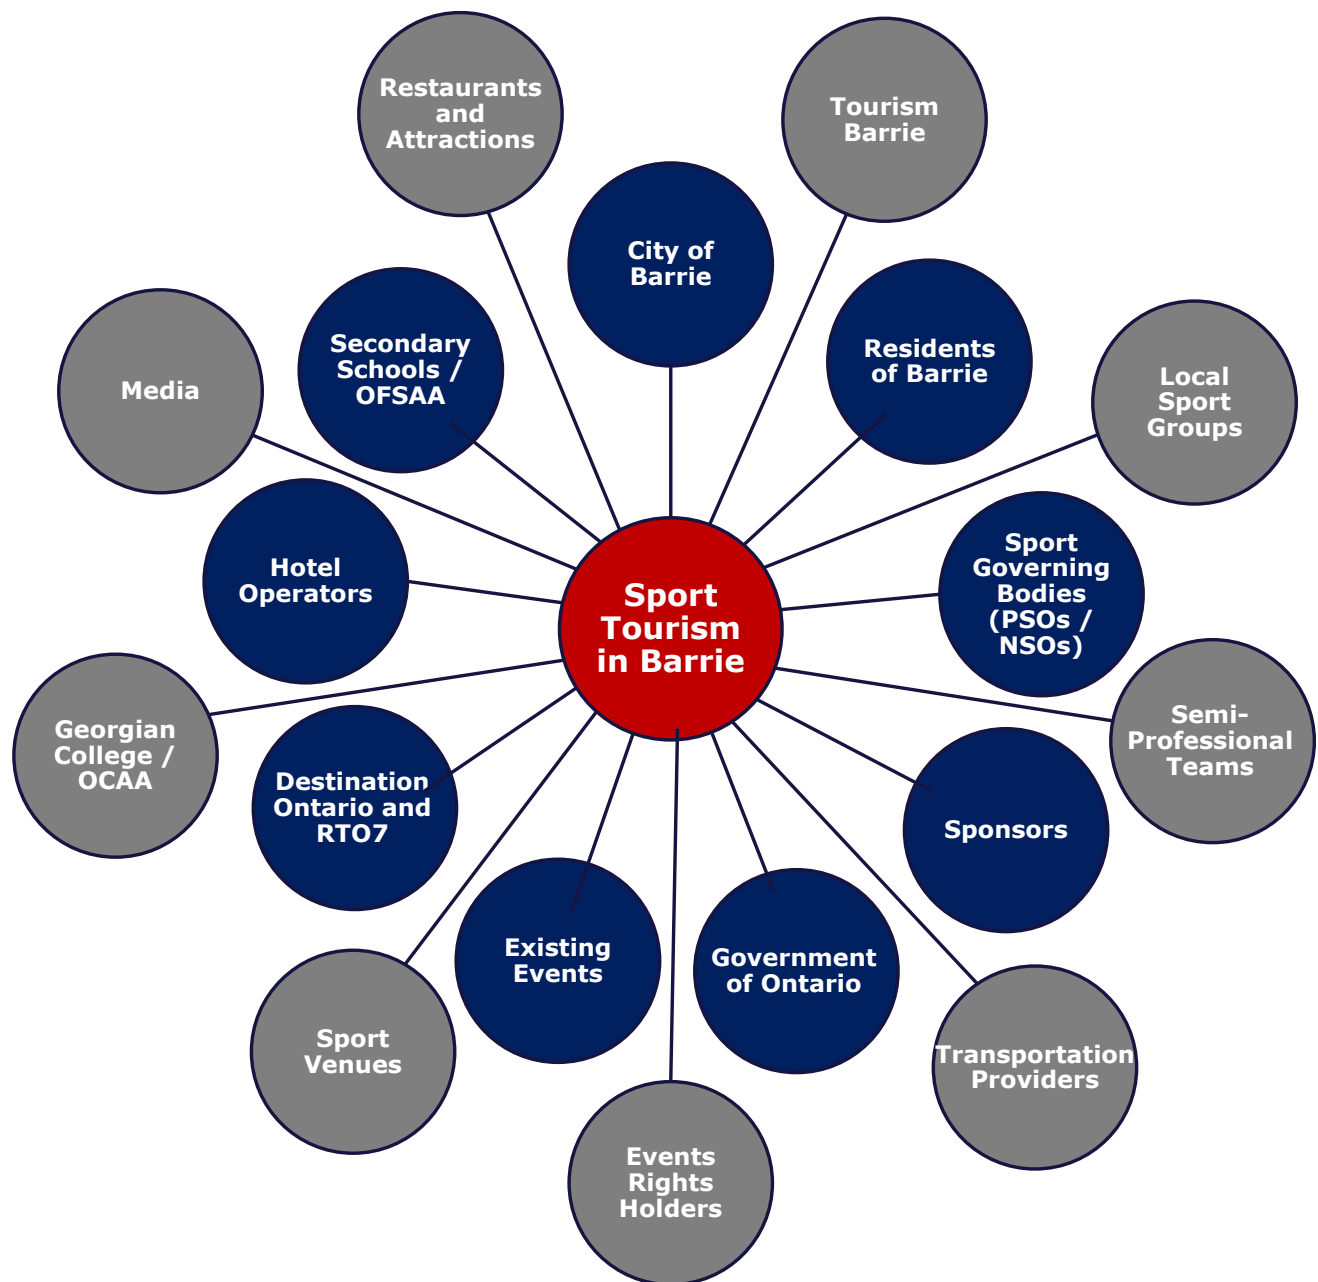 Restaurants
and
Attractions
Tourism
Barrie
City of
Barrie
Secondary
Schools /
OFSAA
Residents
of Barrie
Media
Local
Sport
Groups
Hotel
Operators
Sport
Governing
Bodies
(PSOs /
NSOs)
Sport
Tourism
in Barrie
Georgian
College /
OCAA
Semi-
Professional
Teams
Destination
Ontario and
RTO7
Sponsors
Existing
Events
Government
of Ontario
Sport
Venues
Transportation
Providers
Events
Rights
Holders